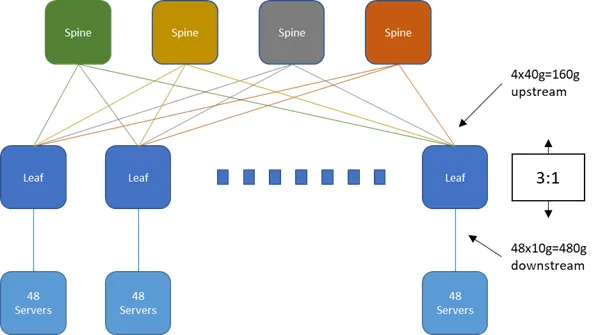 Spine
Spine
Spine
Spine
4x40g=160g
upstream
Leaf
Leaf
Leaf
3:1
48x10g=480g
downstream
48
Servers
48
Servers
48
Servers